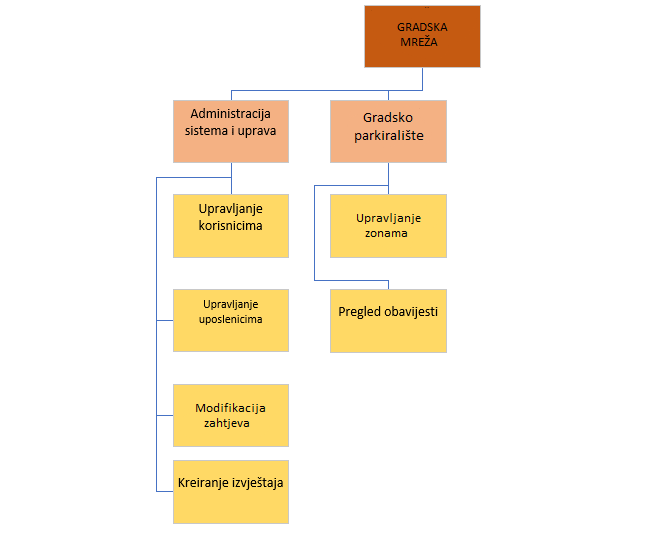 GRADSKA
MREŽA
Administracija
sistema i uprava
Gradsko
parkiralište
Upravljanje
korisnicima
Upravljanje
zonama
Upravljanje
uposlenicima
Pregled obavijesti
Modifikacija
zahtjeva
Kreiranje izvještaja